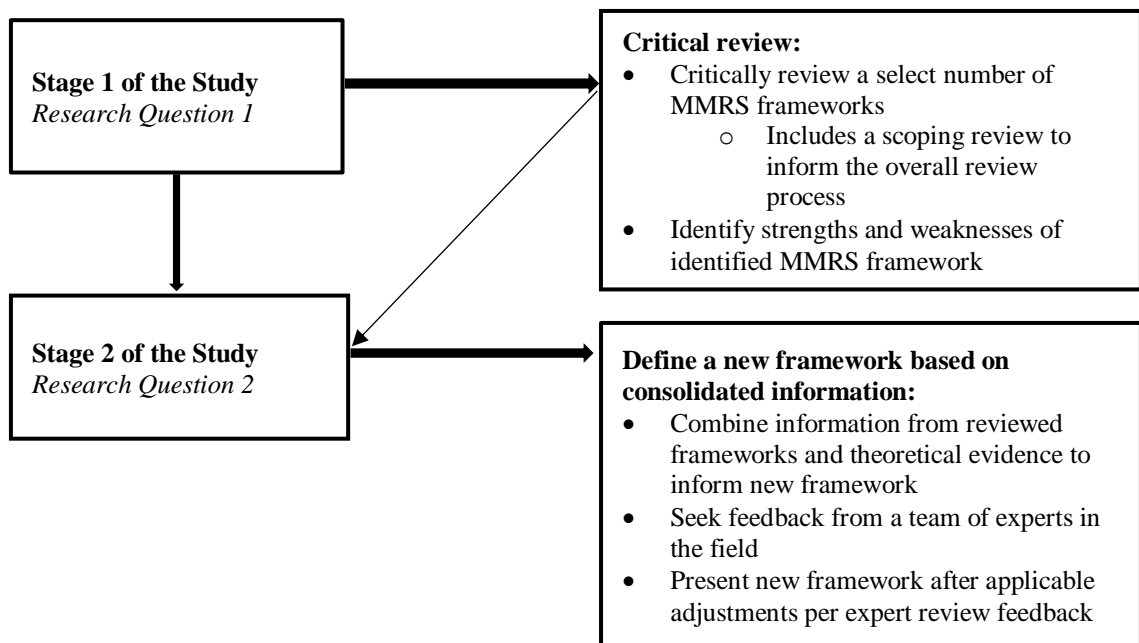 Stage 1 of the Study
Research Question 1
Critical review:
• Critically review a select number of
MMRS frameworks
o Includes a scoping review to
inform the overall review
process
• Identify strengths and weaknesses of
identified MMRS framework
Stage 2 of the Study
Research Question 2
Define a new framework based on
consolidated information:
• Combine information from reviewed
frameworks and theoretical evidence to
inform new framework
• Seek feedback from a team of experts in
the field
• Present new framework after applicable
adjustments per expert review feedback